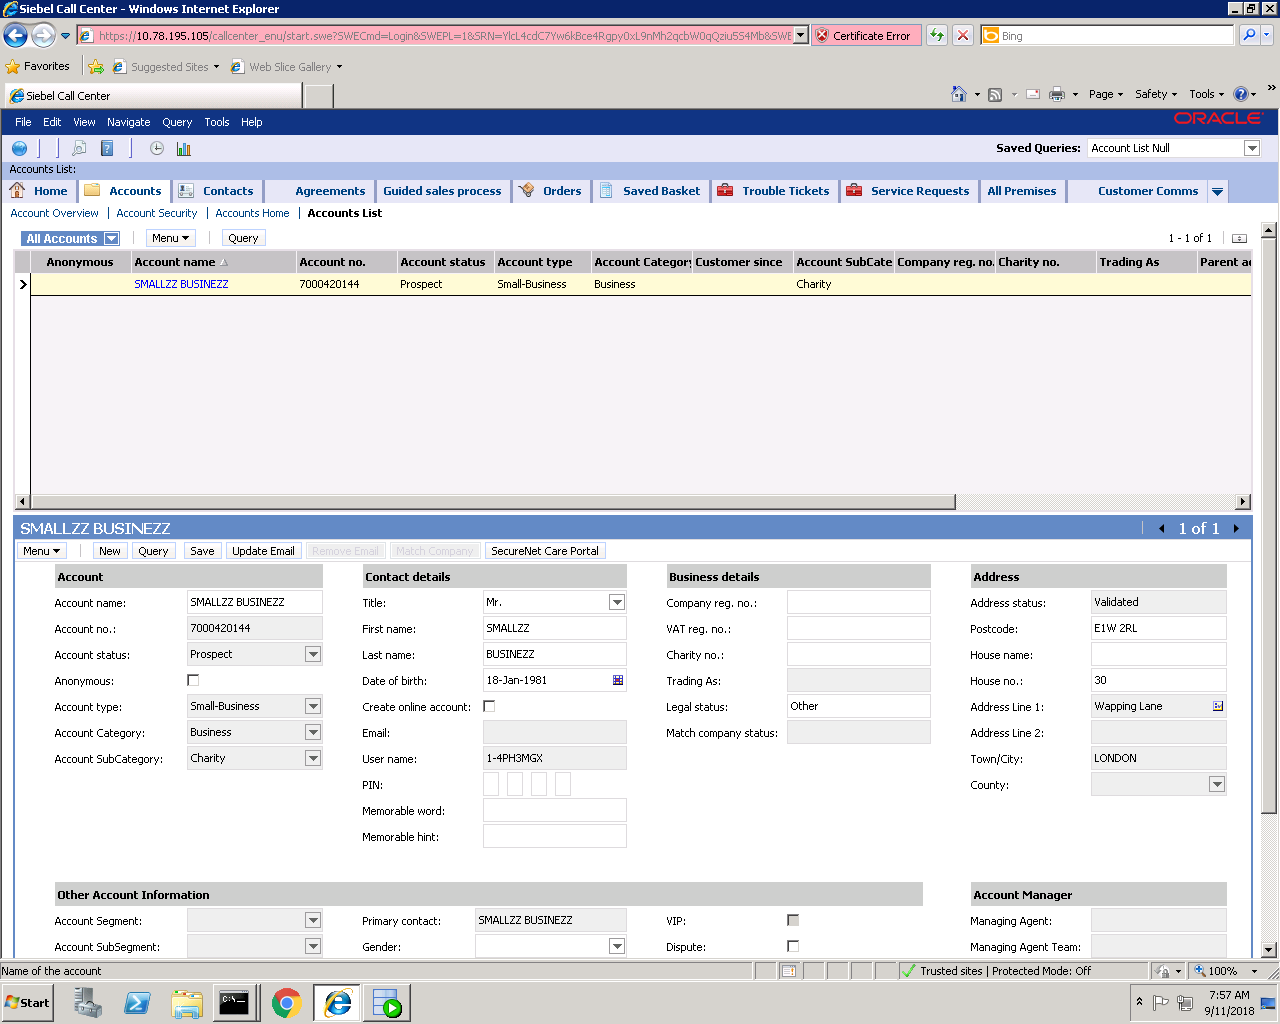 Siebel Call Center - Windows Internet Explorer
https://10.78.195.105/callcenter_enu/start.swe?SWECmd=Login&SWEPL=1&SRN=YlcL4cdC7Yw6kBce4Rgpy0xL9nMh2qcbW0qQziu5S4Mb&SWE Certificate Error Bing
Favorites Suggested Sites Web Slice Gallery
Siebel Call Center Page Safety Tools »
File Edit View Navigate Query Tools Help ORACLE
Saved Queries: Account List Null
Accounts List:
Home Accounts Contacts Agreements Guided sales process Orders Saved Basket Trouble Tickets Service Requests All Premises Customer Comms
Account Overview | Account Security | Accounts Home | Accounts List
All Accounts Menu Query 1 - 1 of 1
Anonymous Account name Account no. Account status Account type Account Category Customer since Account SubCate Company reg. no. Charity no. Trading As Parent ac
SMALLZZ BUSINEZZ 7000420144 Prospect Small-Business Business Charity
SMALLZZ BUSINEZZ 1 of 1
Menu New Query Save Update Email Remove Email Match Company SecureNet Care Portal
Account Contact details Business details Address
Account name: SMALLZZ BUSINEZZ Title: Mr. Company reg. no.: Address status: Validated
Account no.: 7000420144 First name: SMALLZZ VAT reg. no.: Postcode: E1W 2RL
Account status: Prospect Last name: BUSINEZZ Charity no.: House name:
Anonymous: Date of birth: 18-Jan-1981 Trading As: House no.: 30
Account type: Small-Business Create online account: Legal status: Other Address Line 1: Wapping Lane
Account Category: Business Email: Match company status: Address Line 2:
Account SubCategory: Charity User name: 1-4PH3MGX Town/City: LONDON
PIN: County:
Memorable word:
Memorable hint:
Other Account Information Account Manager
Account Segment: Primary contact: SMALLZZ BUSINEZZ VIP: Managing Agent:
Account SubSegment: Gender: Dispute: Managing Agent Team:
Name of the account Trusted sites | Protected Mode: Off 100%
Start 7:57 AM
9/11/2018